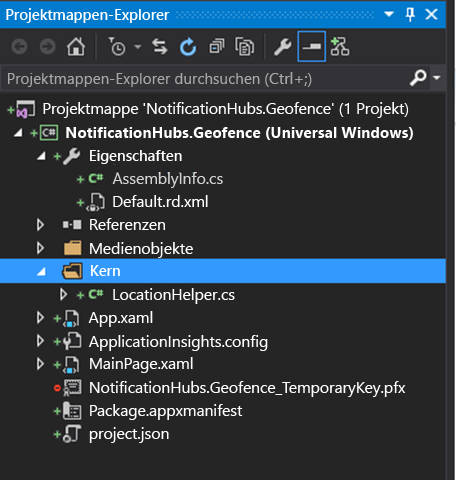 Projektmappen-Explorer
Projektmappen-Explorer durchsuchen (Ctrl+;)
Projektmappe 'NotificationHubs.Geofence' (1 Projekt)
C# NotificationHubs.Geofence (Universal Windows)
Eigenschaften
C# AssemblyInfo.cs
Default.rd.xml
Referenzen
Medienobjekte
Kern
C# LocationHelper.cs
App.xaml
ApplicationInsights.config
MainPage.xaml
NotificationHubs.Geofence_TemporaryKey.pfx
Package.appxmanifest
project.json